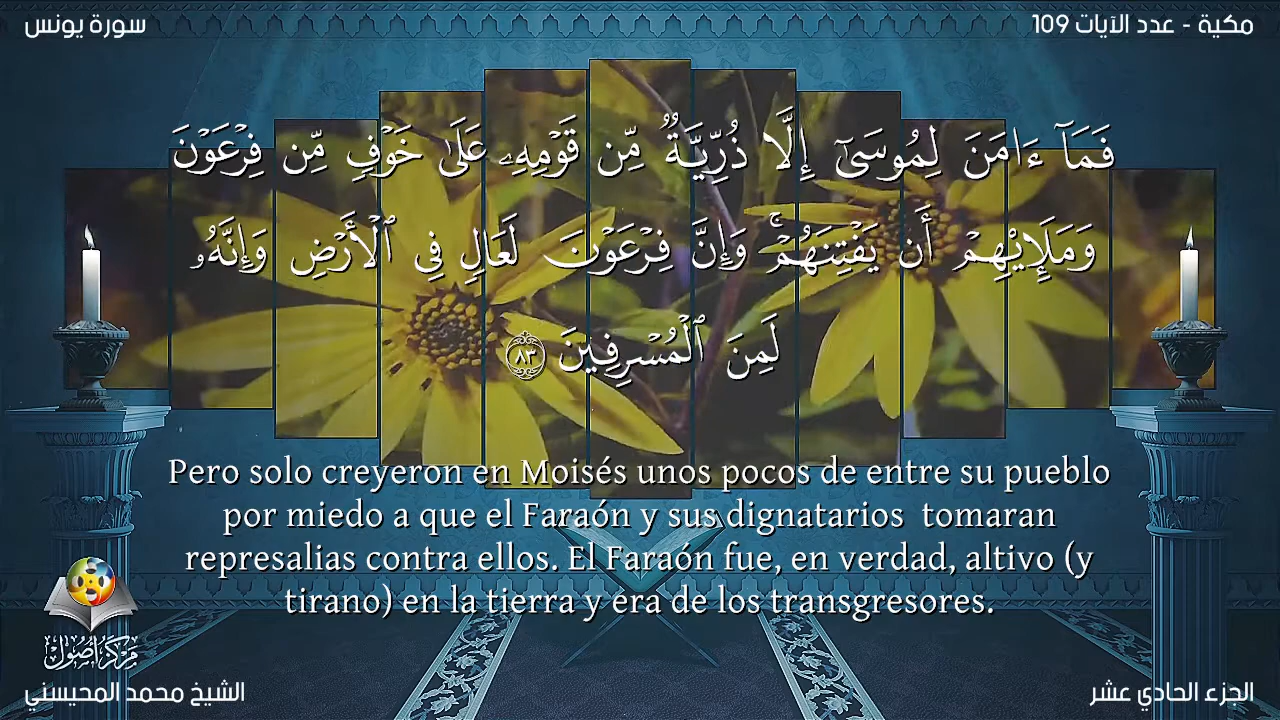 مكية - عدد الآيات 109
سورة يونس
فَمَآ ءَامَنَ لِمُوسَىٰٓ إِلَّا ذُرِّيَّةٌ مِّن قَوْمِهِۦ عَلَىٰ خَوْفٍ مِّن فِرْعَوْنَ
وَمَلَإِيْهِمْ أَن يَفْتِنَهُمْ ۚ وَإِنَّ فِرْعَوْنَ لَعَالٍ فِى ٱلْأَرْضِ وَإِنَّهُۥ
لَمِنَ ٱلْمُسْرِفِينَ ٨٣
Pero solo creyeron en Moisés unos pocos de entre su pueblo
por miedo a que el Faraón y sus dignatarios tomaran
represalias contra ellos. El Faraón fue, en verdad, altivo (y
tirano) en la tierra y era de los transgresores.
مركز أصول
الجزء الحادي عشر
الشيخ محمد المحيسني